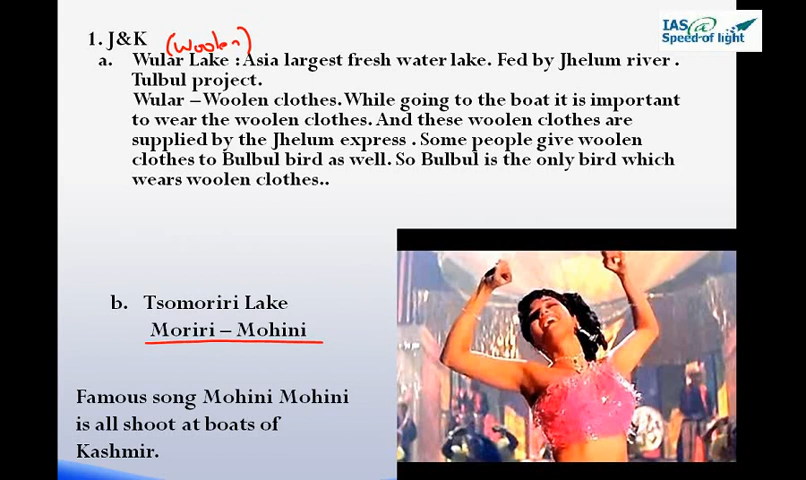 IAS@
Speed of light
1. J&K
(Woolen)
a. Wular Lake : Asia largest fresh water lake. Fed by Jhelum river .
Tulbul project.
Wular – Woolen clothes. While going to the boat it is important
to wear the woolen clothes. And these woolen clothes are
supplied by the Jhelum express . Some people give woolen
clothes to Bulbul bird as well. So Bulbul is the only bird which
wears woolen clothes..
b. Tsomoriri Lake
Moriri – Mohini
Famous song Mohini Mohini
is all shoot at boats of
Kashmir.